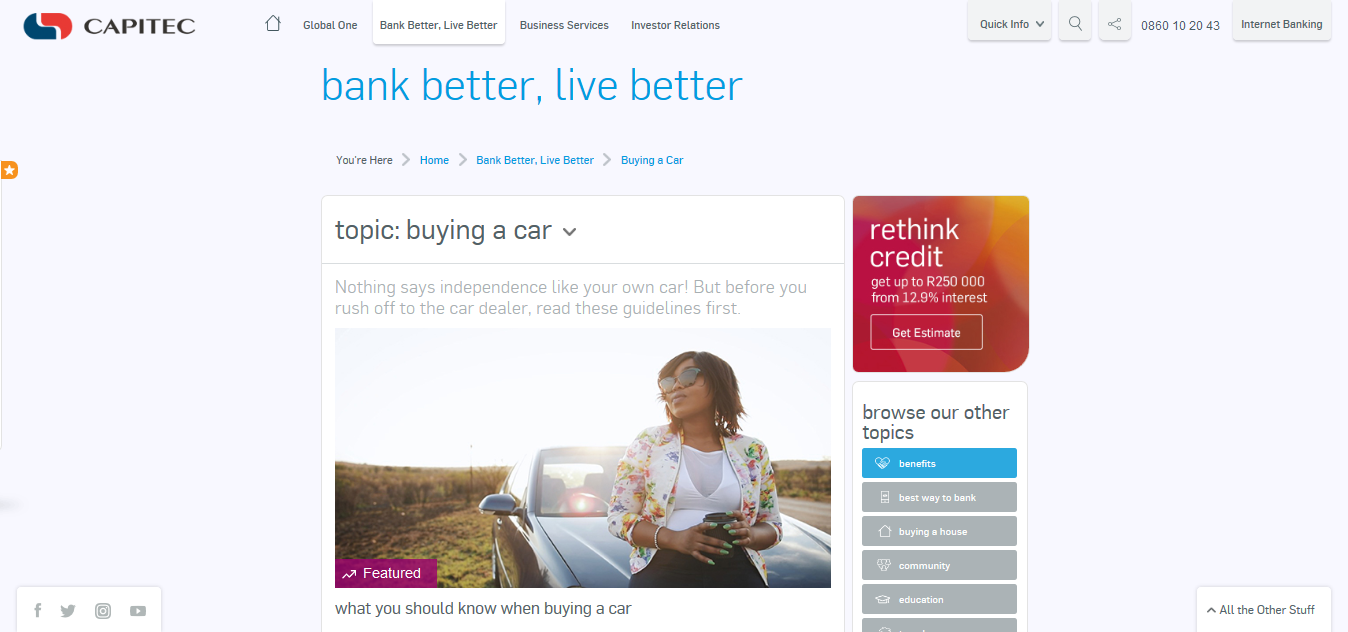 CAPITEC
Global One
Bank Better, Live Better
Business Services
Investor Relations
Quick Info
0860 10 20 43
Internet Banking
bank better, live better
You're Here
Home
Bank Better, Live Better
Buying a Car
topic: buying a car
Nothing says independence like your own car! But before you
rush off to the car dealer, read these guidelines first.
Featured
what you should know when buying a car
rethink
credit
get up to R250 000
from 12.9% interest
Get Estimate
browse our other
topics
benefits
best way to bank
buying a house
community
education
All the Other Stuff